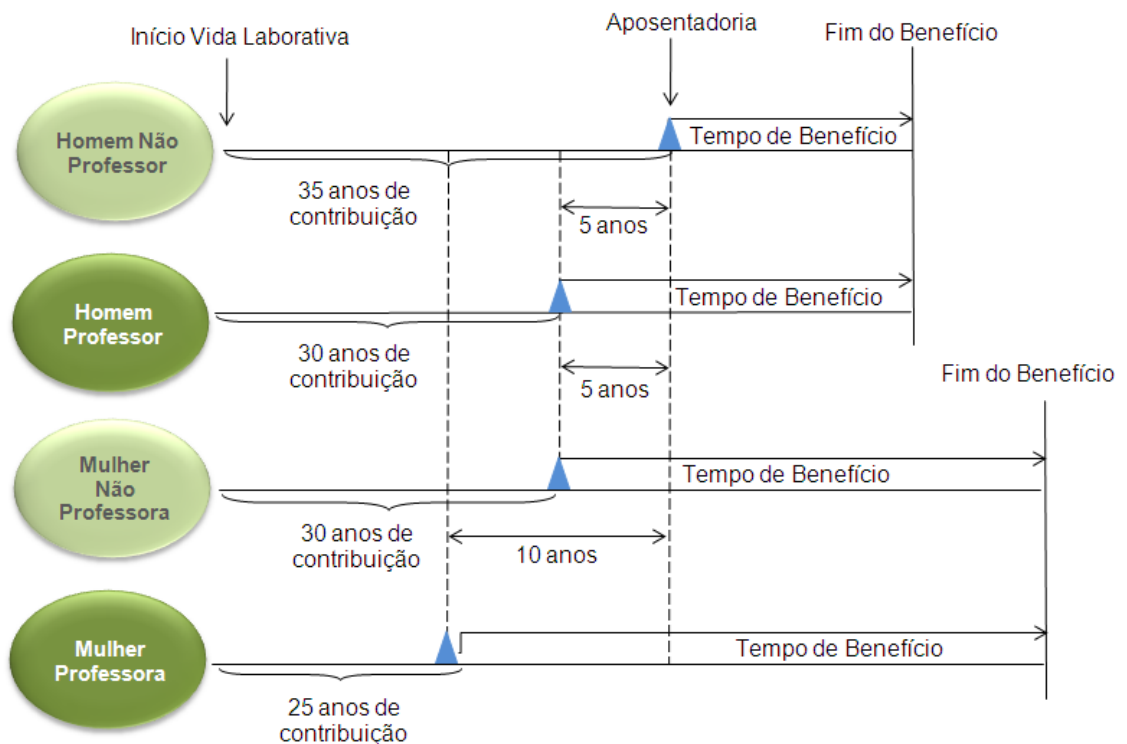 Início Vida Laborativa
Aposentadoria
Fim do Benefício
Homem Não
Professor
Tempo de Benefício
35 anos de
contribuição
5 anos
Homem
Professor
Tempo de Benefício
30 anos de
contribuição
5 anos
Fim do Benefício
Mulher
Não
Professora
Tempo de Benefício
30 anos de
contribuição
10 anos
Mulher
Professora
Tempo de Benefício
25 anos de
contribuição